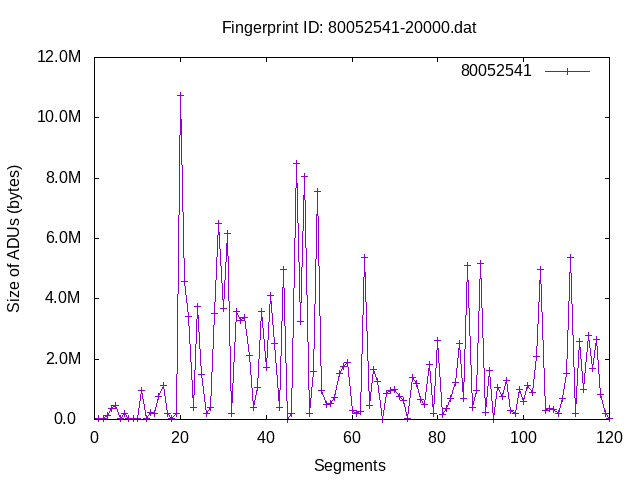 Fingerprint ID: 80052541-20000.dat
12.0M
10.0M
8.0M
6.0M
4.0M
2.0M
0.0
Size of ADUs (bytes)
80052541
0 20 40 60 80 100 120
Segments